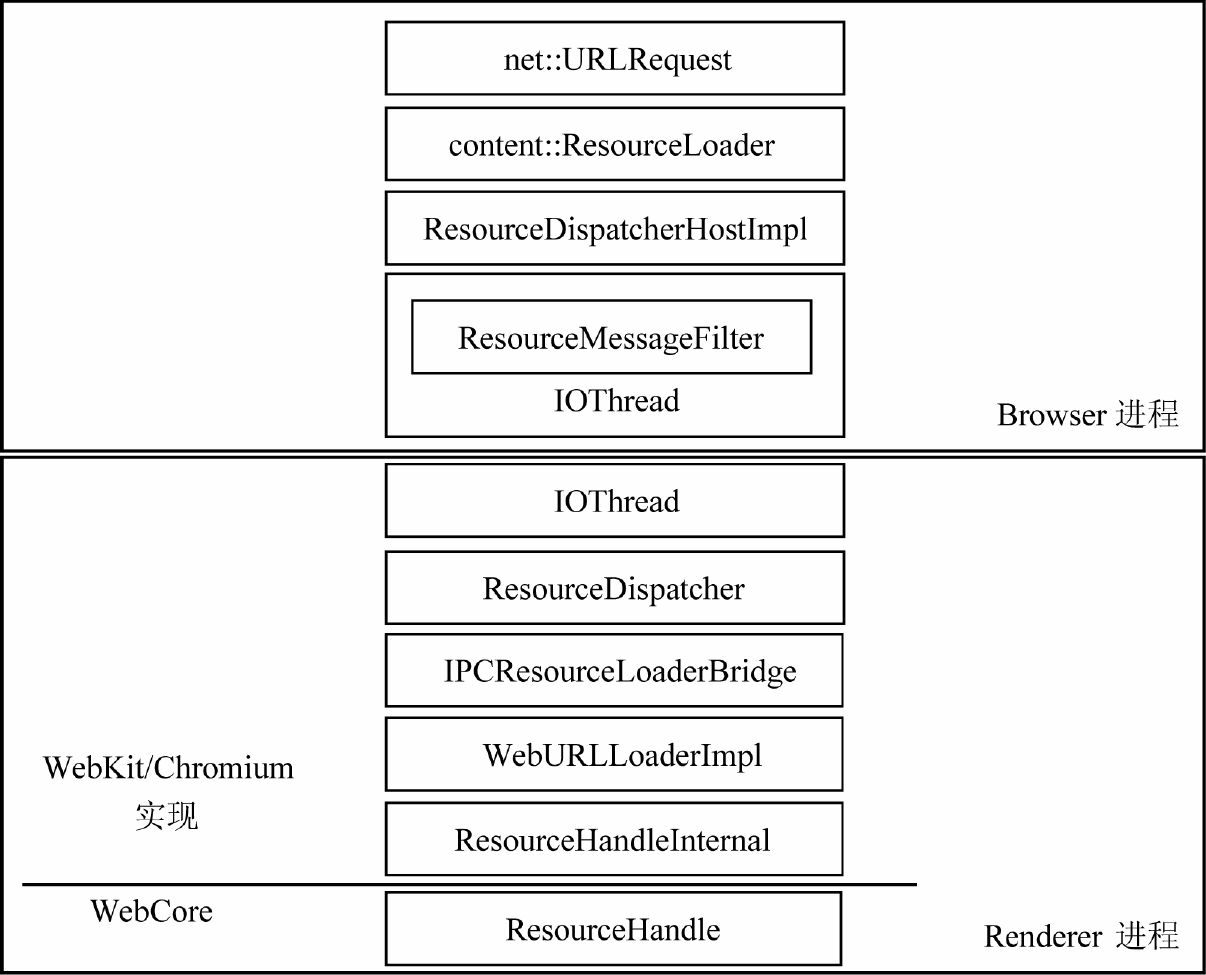 net::URLRequest
content::ResourceLoader
ResourceDispatcherHostImpl
ResourceMessageFilter
IOThread
Browser 进程
IOThread
ResourceDispatcher
IPCResourceLoaderBridge
WebURLLoaderImpl
WebKit/Chromium
实现
ResourceHandleInternal
WebCore
ResourceHandle
Renderer 进程